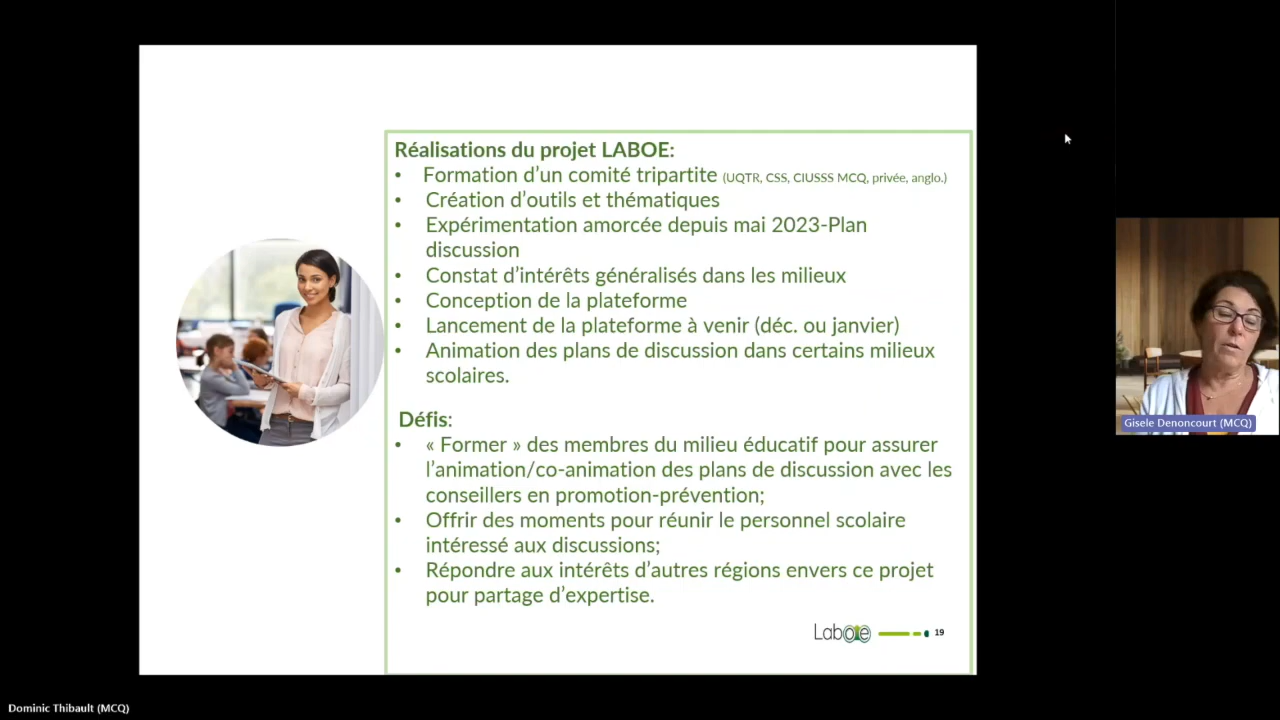 Réalisations du projet LABOE:
• Formation d'un comité tripartite (UQTR, CSS, CIUSSS MCQ, privée, anglo.)
• Création d'outils et thématiques
• Expérimentation amorcée depuis mai 2023-Plan
discussion
• Constat d'intérêts généralisés dans les milieux
• Conception de la plateforme
• Lancement de la plateforme à venir (déc. ou janvier)
• Animation des plans de discussion dans certains milieux
scolaires.
Défis:
• « Former » des membres du milieu éducatif pour assurer
l'animation/co-animation des plans de discussion avec les
conseillers en promotion-prévention;
• Offrir des moments pour réunir le personnel scolaire
intéressé aux discussions;
• Répondre aux intérêts d'autres régions envers ce projet
pour partage d'expertise.
Laboie 19
Gisele Denoncourt (MCQ)
Dominic Thibault (MCQ)